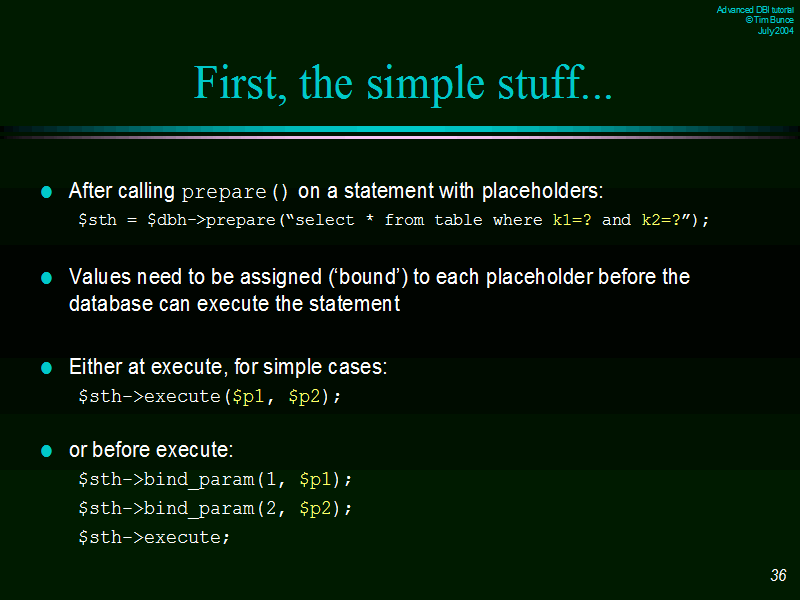 Advanced DBI tutorial
© Tim Bunce
July 2004
First, the simple stuff...
After calling prepare() on a statement with placeholders:
$sth = $dbh->prepare(“select * from table where k1=? and k2=?”);
Values need to be assigned (‘bound’) to each placeholder before the
database can execute the statement
Either at execute, for simple cases:
$sth->execute($p1, $p2);
or before execute:
$sth->bind_param(1, $p1);
$sth->bind_param(2, $p2);
$sth->execute;
36